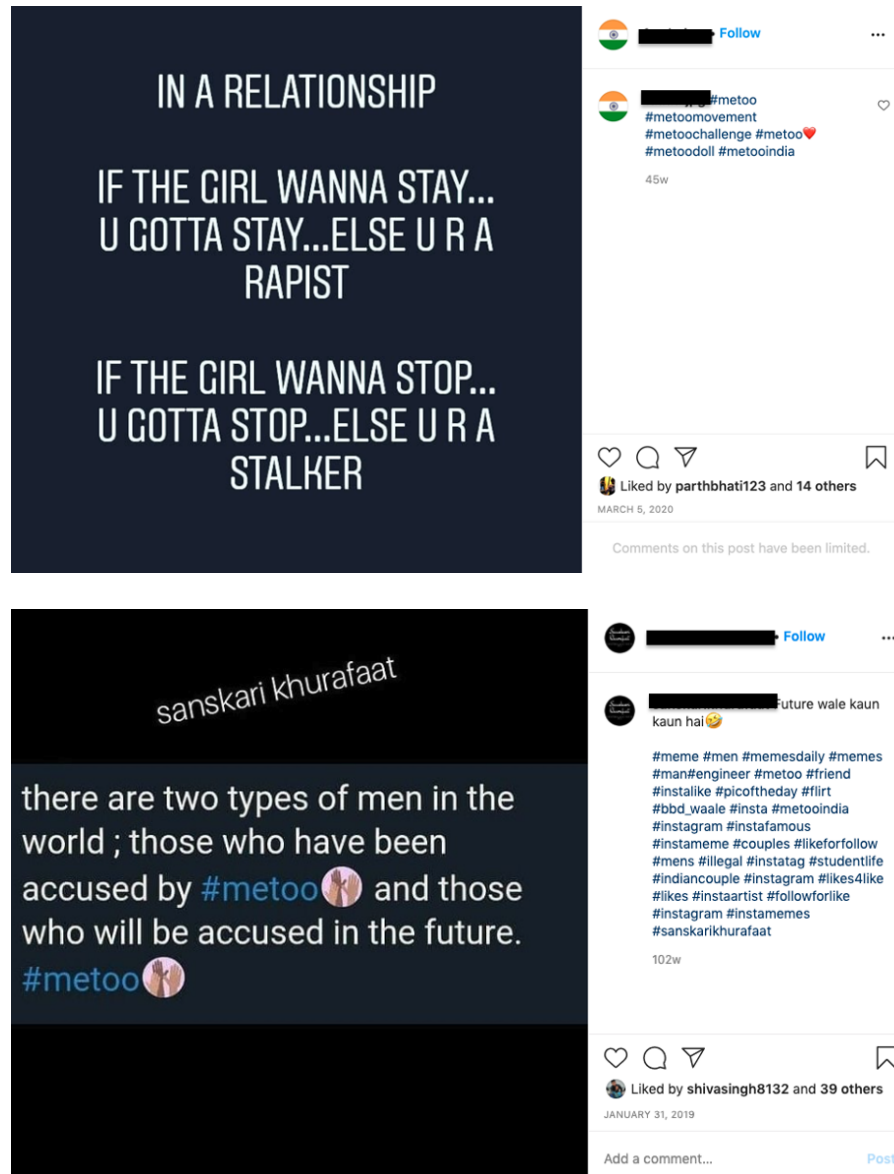 IN A RELATIONSHIP
IF THE GIRL WANNA STAY...
U GOTTA STAY...ELSE U R A
RAPIST
IF THE GIRL WANNA STOP...
U GOTTA STOP...ELSE U R A
STALKER
Follow
#metoo
#metoomovement
#metoochallenge #metoo❤️
#metoodoll #metooindia
45w
Liked by parthbhati123 and 14 others
MARCH 5, 2020
Comments on this post have been limited.
sanskari khurafaat
there are two types of men in the
world ; those who have been
accused by #metoo and those
who will be accused in the future.
#metoo
Follow
Future wale kaun
kaun hai🤣
#meme #men #memesdaily #memes
#man#engineer #metoo #friend
#instalike #picoftheday #flirt
#bbd_waale #insta #metooindia
#instagram #instafamous
#instameme #couples #likeforfollow
#mens #illegal #instatag #studentlife
#indiancouple #instagram #likes4like
#likes #instaartist #followforlike
#instagram #instamemes
#sanskarikhurafaat
102w
Liked by shivasingh8132 and 39 others
JANUARY 31, 2019
Add a comment...
Post